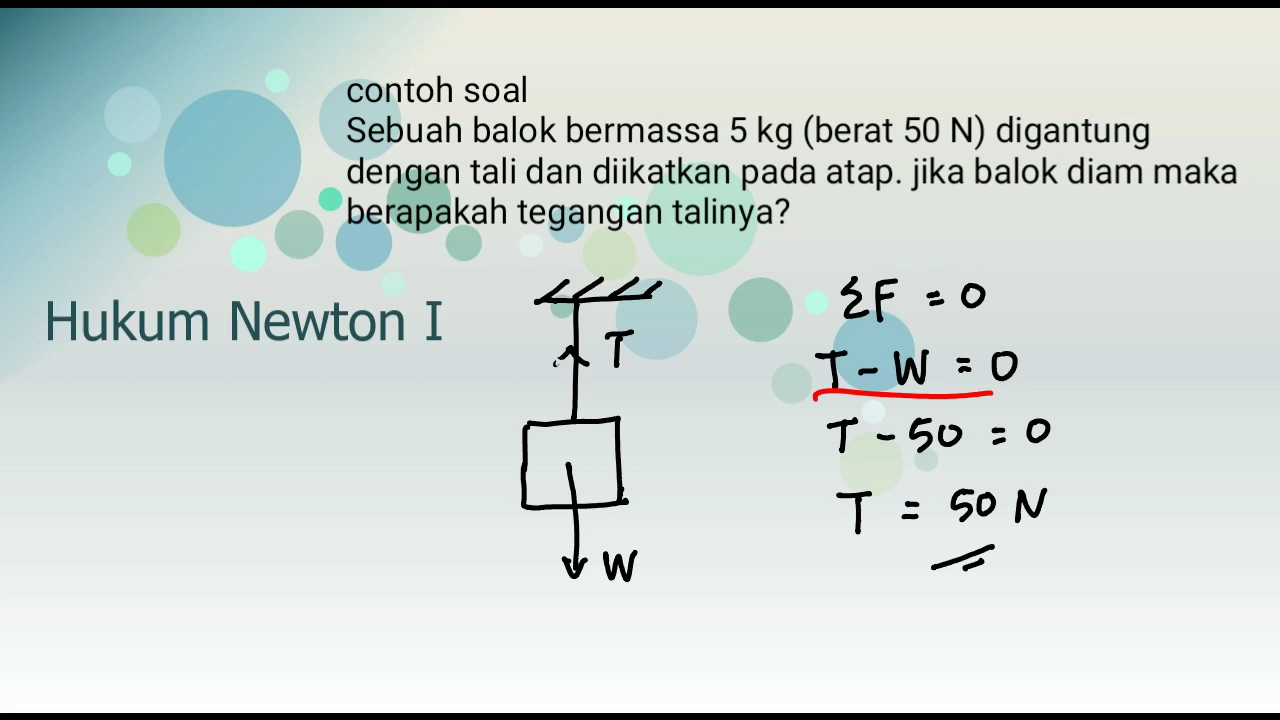 contoh soal
Sebuah balok bermassa 5 kg (berat 50 N) digantung
dengan tali dan diikatkan pada atap. jika balok diam maka
berapakah tegangan talinya?
Hukum Newton I
T
W
ΣF = 0
T - W = 0
T - 50 = 0
T = 50 N